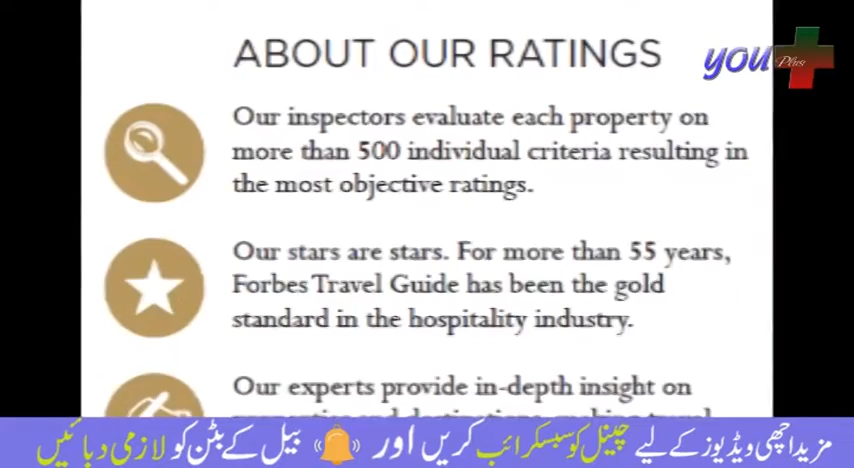 ABOUT OUR RATINGS
you Plus
Our inspectors evaluate each property on
more than 500 individual criteria resulting in
the most objective ratings.
Our stars are stars. For more than 55 years,
Forbes Travel Guide has been the gold
standard in the hospitality industry.
Our experts provide in-depth insight on
مزید اچھی ویڈیوز کے لیے چینل کو سبسکرائب کریں اور بیل کے بٹن کو لازمی دبائیں